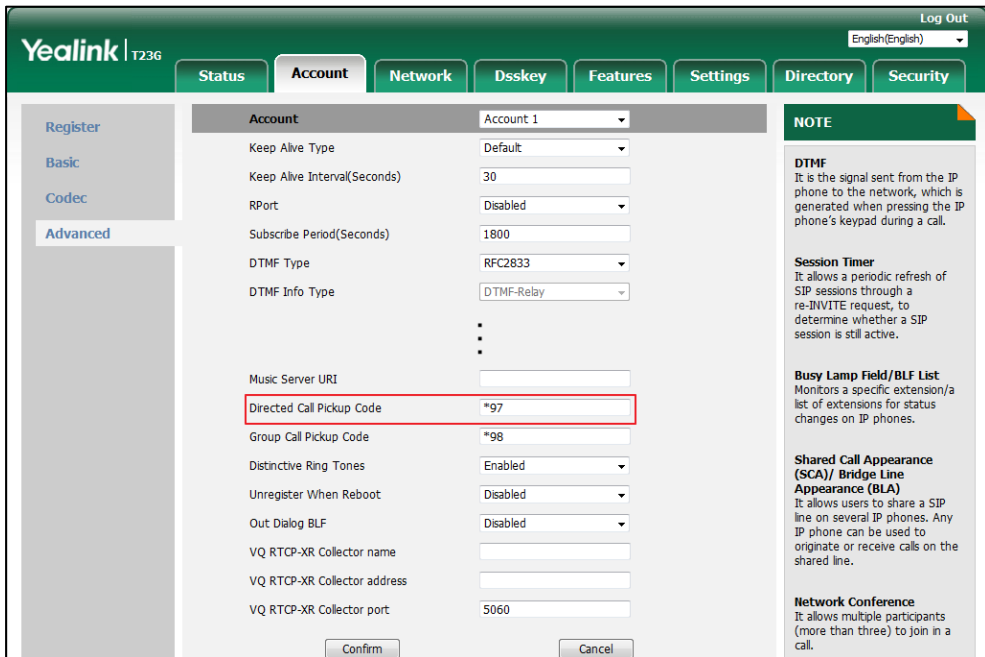 Log Out
Yealink T23G
English(English)
Status Account Network Dsskey Features Settings Directory Security
Register
Basic
Codec
Advanced
Account Account 1
Keep Alive Type Default
Keep Alive Interval(Seconds) 30
RPort Disabled
Subscribe Period(Seconds) 1800
DTMF Type RFC2833
DTMF Info Type DTMF-Relay
Music Server URI
Directed Call Pickup Code *97
Group Call Pickup Code *98
Distinctive Ring Tones Enabled
Unregister When Reboot Disabled
Out Dialog BLF Disabled
VQ RTCP-XR Collector name
VQ RTCP-XR Collector address
VQ RTCP-XR Collector port 5060
Confirm Cancel
NOTE
DTMF
It is the signal sent from the IP
phone to the network, which is
generated when pressing the IP
phone's keypad during a call.
Session Timer
It allows a periodic refresh of
SIP sessions through a
re-INVITE request, to
determine whether a SIP
session is still active.
Busy Lamp Field/BLF List
Monitors a specific extension/a
list of extensions for status
changes on IP phones.
Shared Call Appearance
(SCA)/ Bridge Line
Appearance (BLA)
It allows users to share a SIP
line on several IP phones. Any
IP phone can be used to
originate or receive calls on the
shared line.
Network Conference
It allows multiple participants
(more than three) to join in a
call.